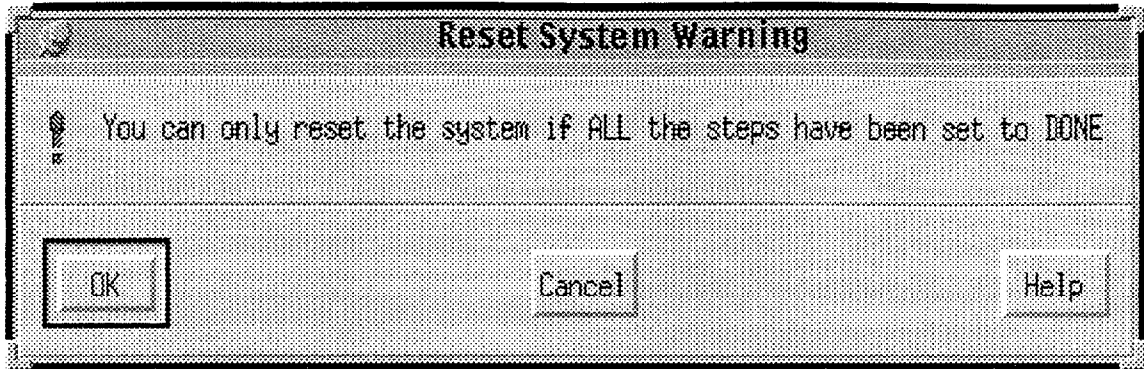 Reset System Warning
You can only reset the system if ALL the steps have been set to DONE
OK
Cancel
Help